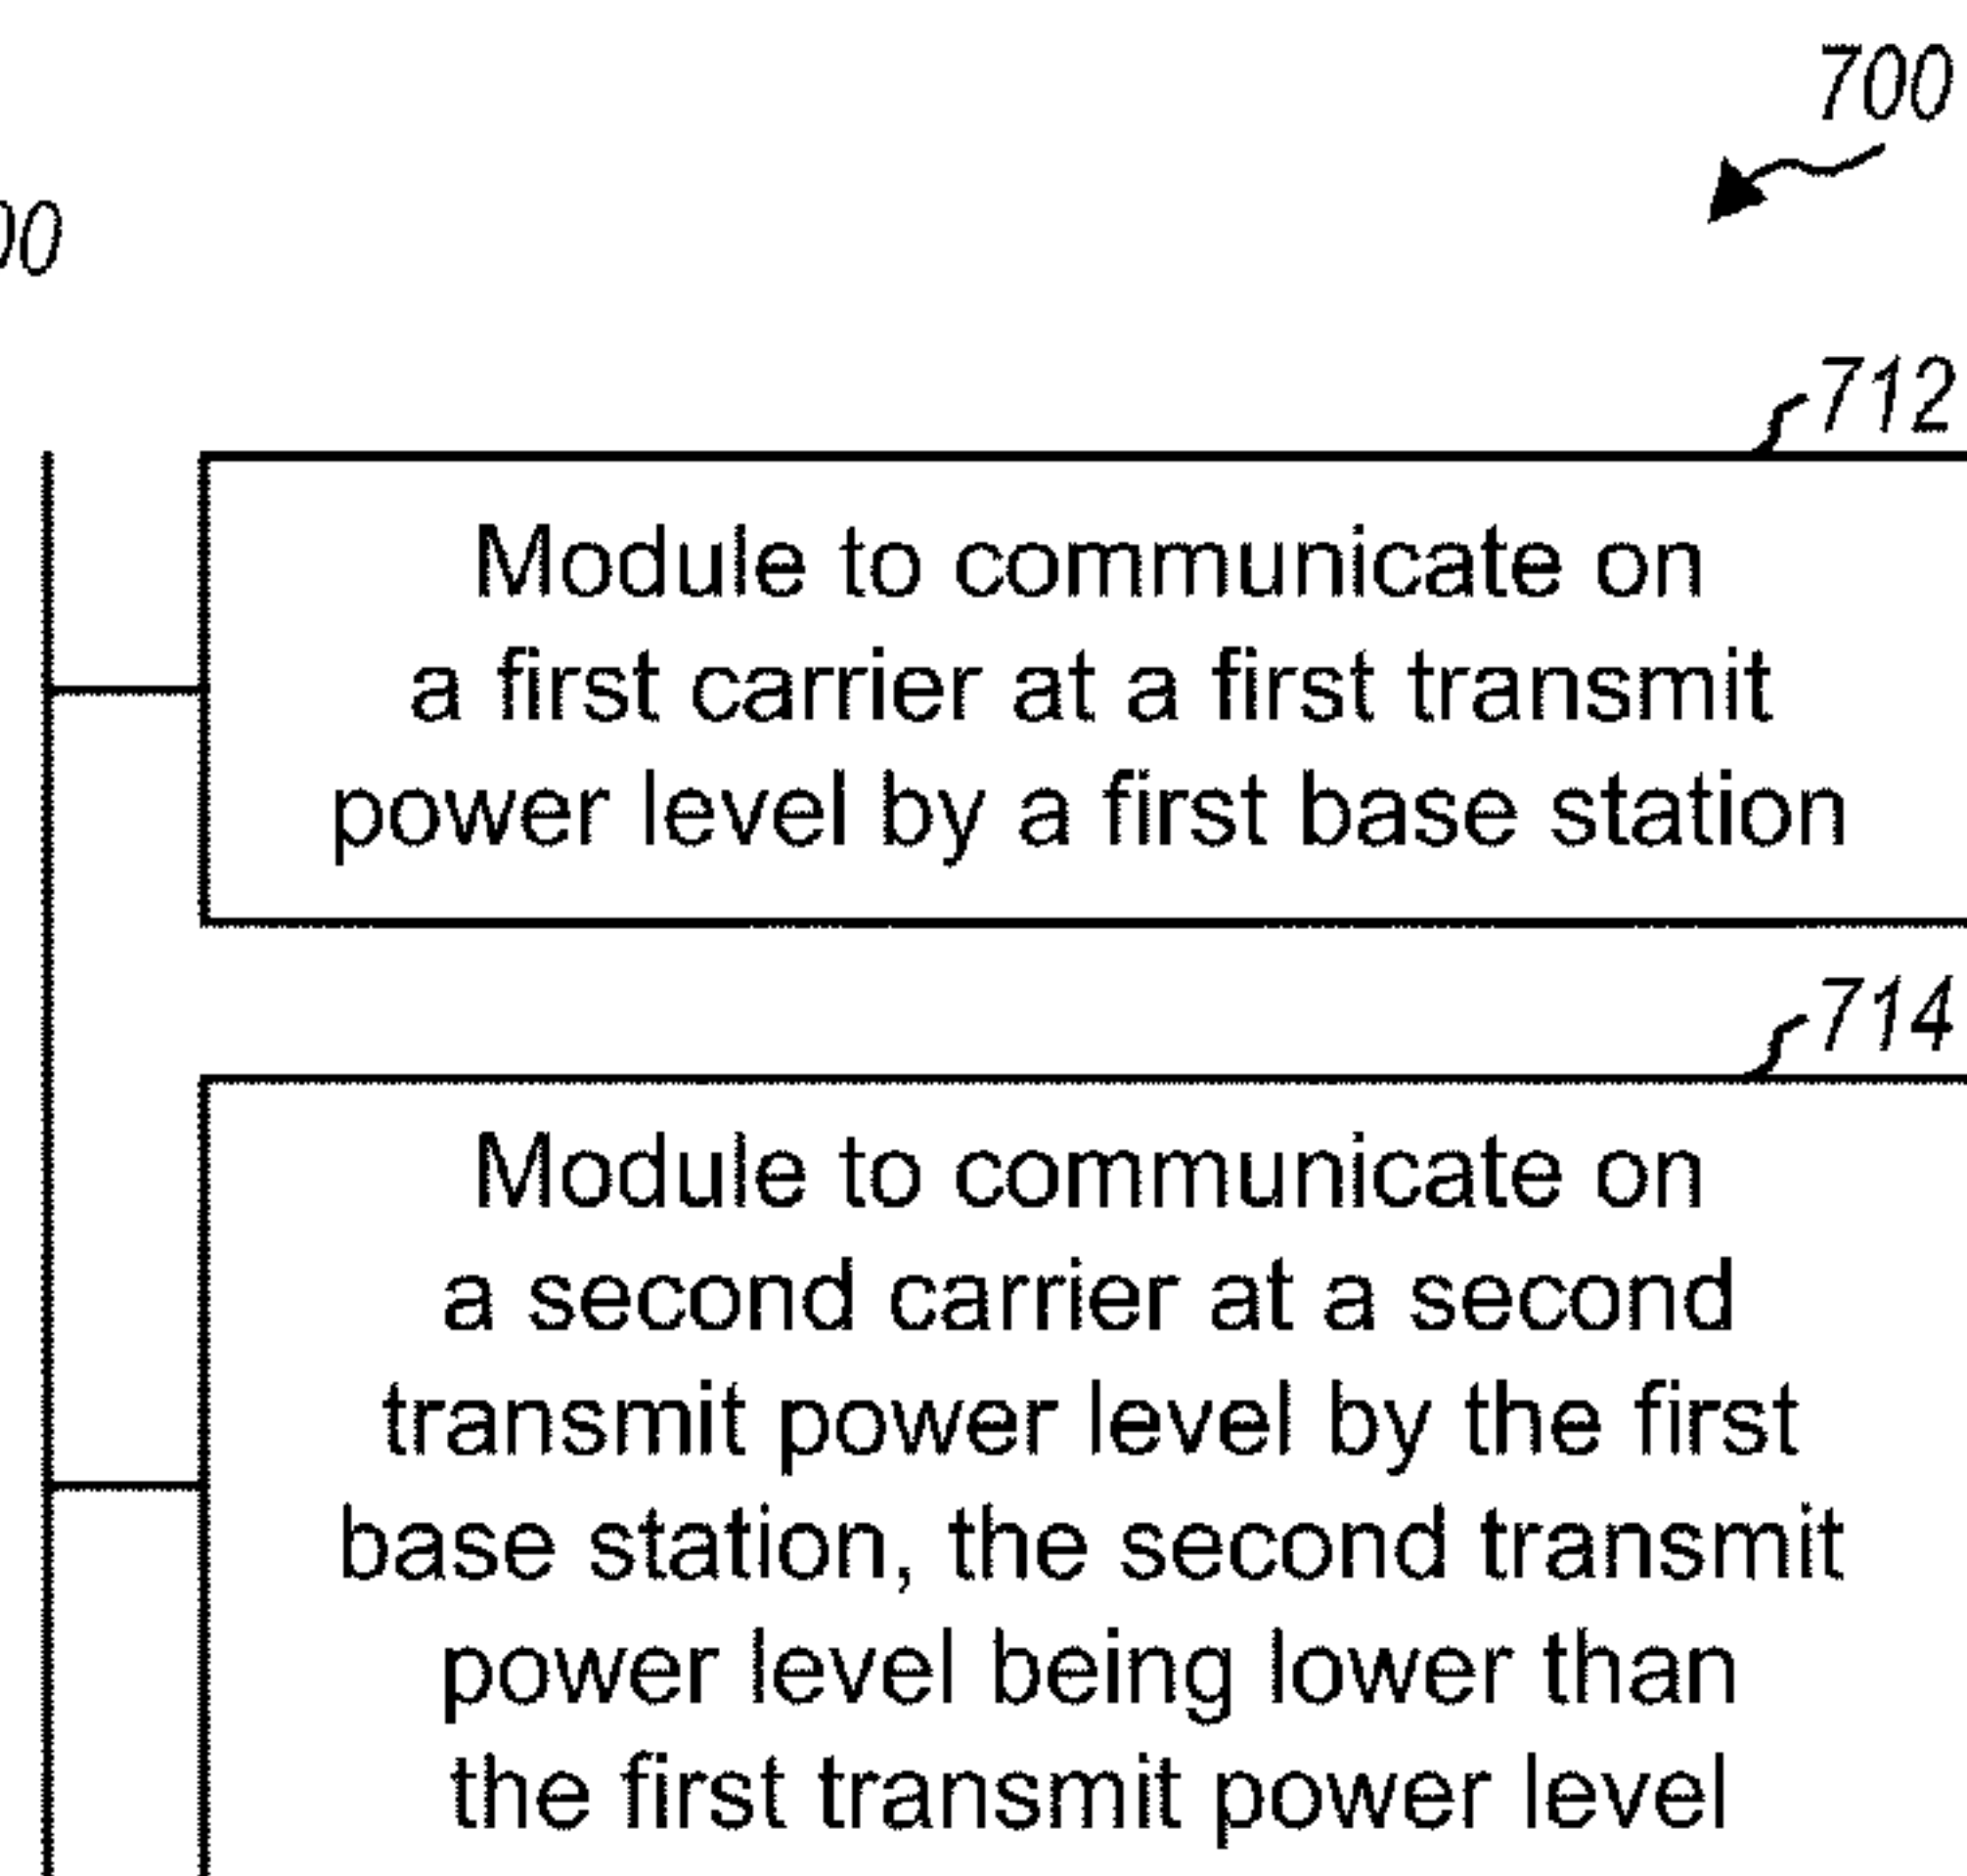 700
712
Module to communicate on
a first carrier at a first transmit
power level by a first base station
714
Module to communicate on
a second carrier at a second
transmit power level by the first
base station, the second transmit
power level being lower than
the first transmit power level